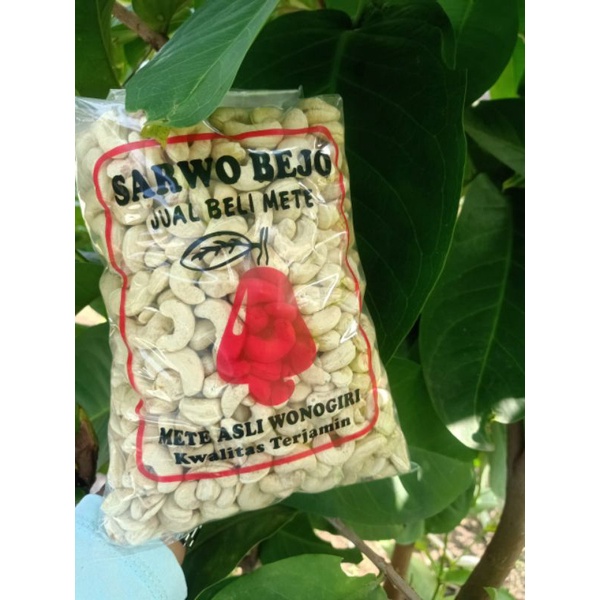 SARWO BEJO
JUAL BELI METE
METE ASLI WONOGIRI
Kwalitas Terjamin